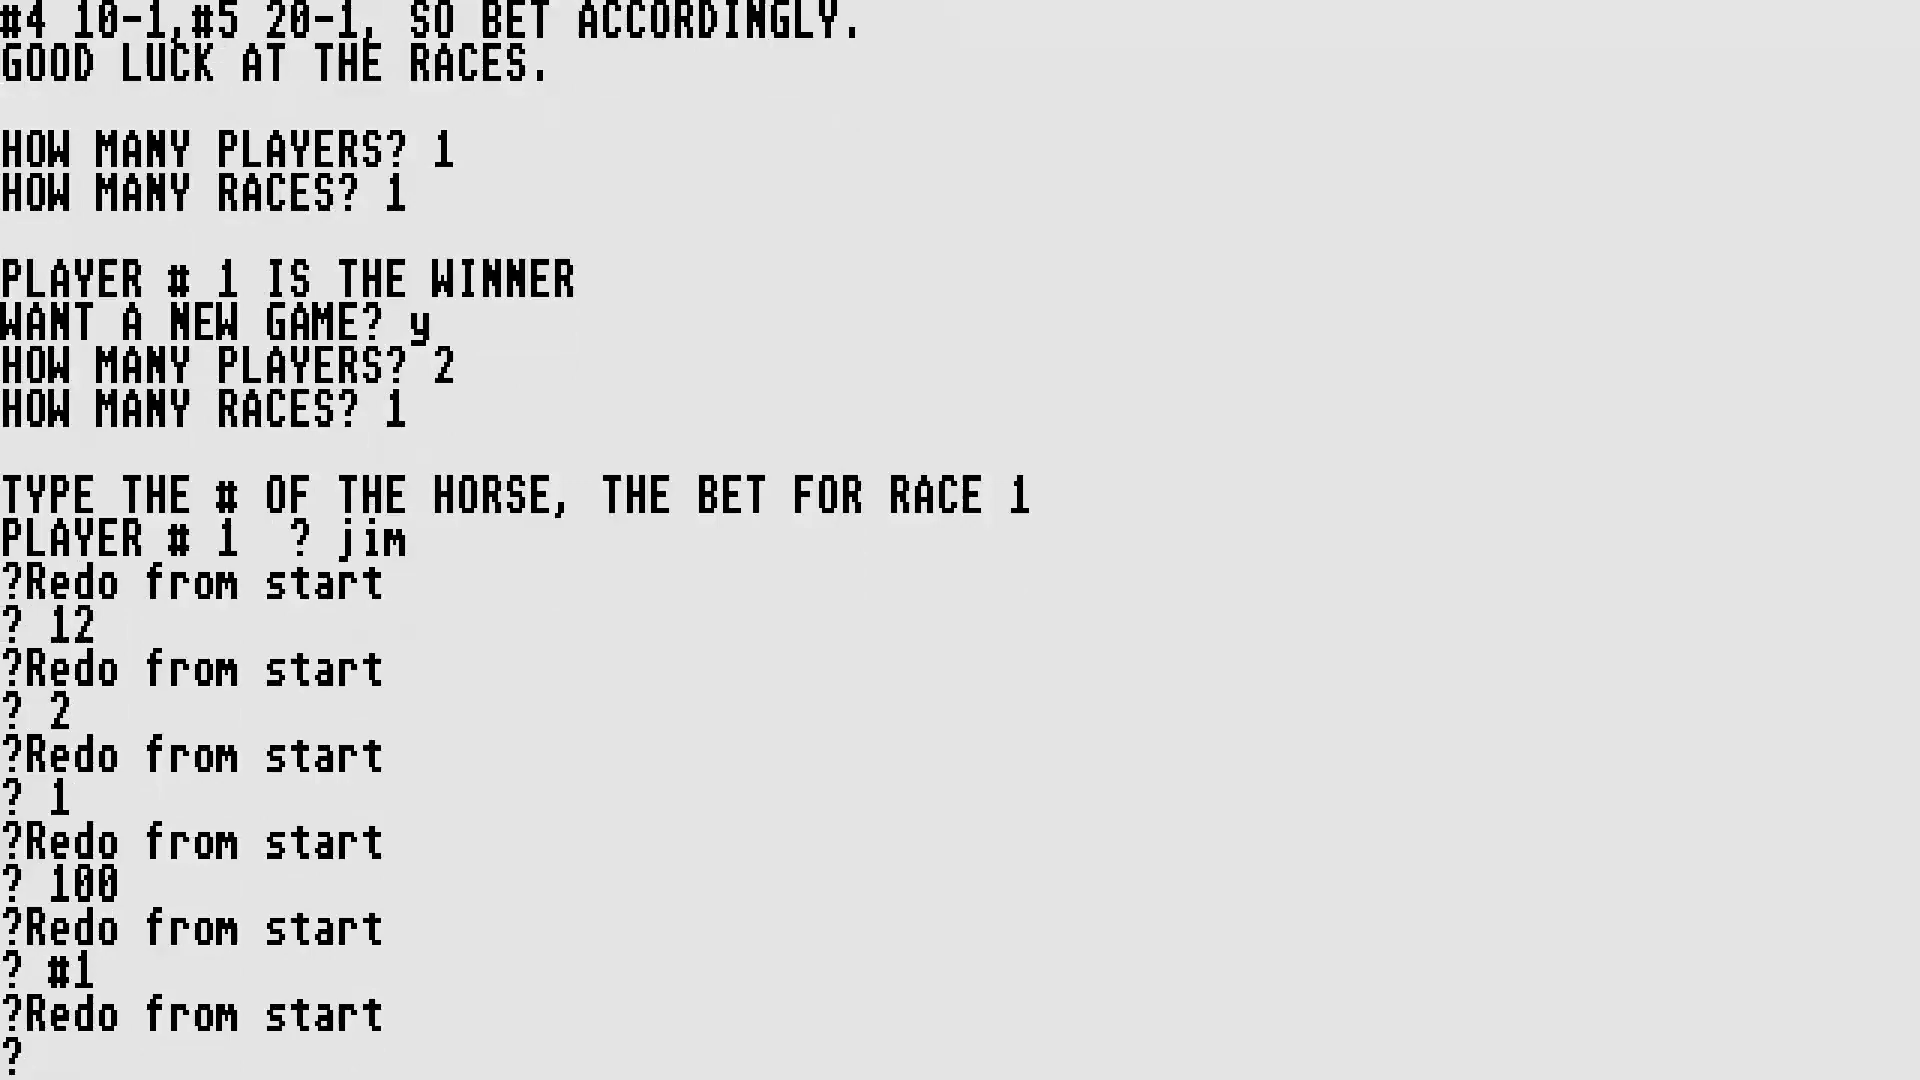 #4 10-1,#5 20-1, SO BET ACCORDINGLY.
GOOD LUCK AT THE RACES.
HOW MANY PLAYERS? 1
HOW MANY RACES? 1
PLAYER # 1 IS THE WINNER
WANT A NEW GAME? y
HOW MANY PLAYERS? 2
HOW MANY RACES? 1
TYPE THE # OF THE HORSE, THE BET FOR RACE 1
PLAYER # 1  ? jim
?Redo from start
? 12
?Redo from start
? 2
?Redo from start
? 1
?Redo from start
? 100
?Redo from start
? #1
?Redo from start
?